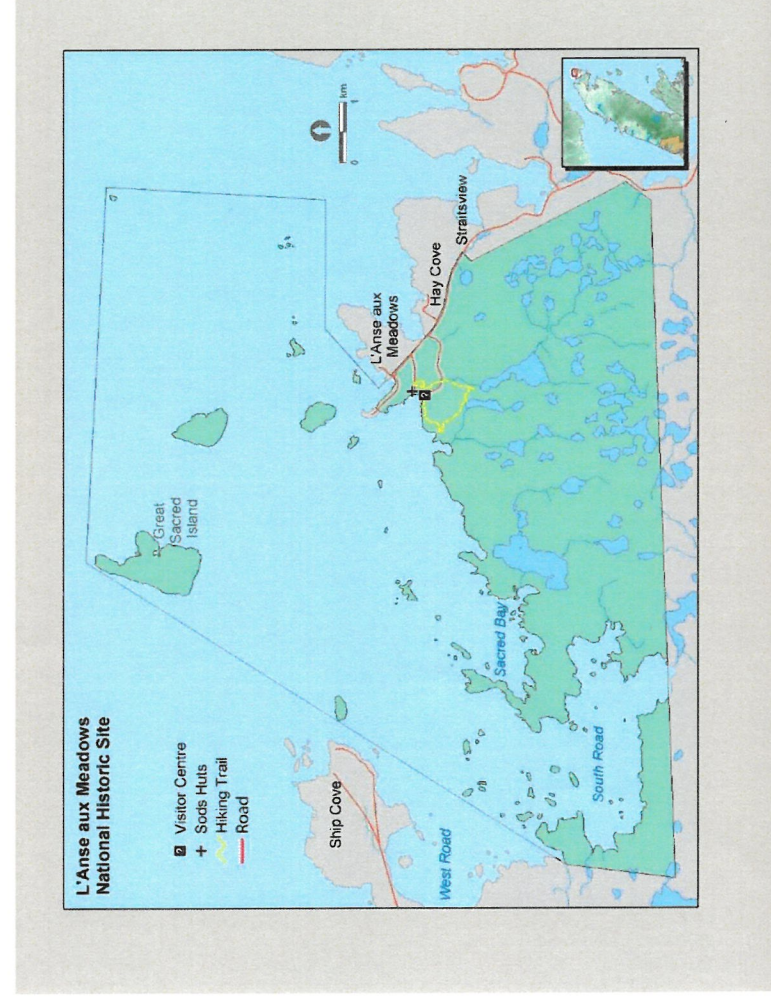 L'Anse aux Meadows
National Historic Site
? Visitor Centre
+ Sods Huts
Hiking Trail
Road
Ship Cove
West Road
South Road
Sacred Bay
Great
Sacred
Island
L'Anse aux
Meadows
Hay Cove
Straitsview
0 1 km